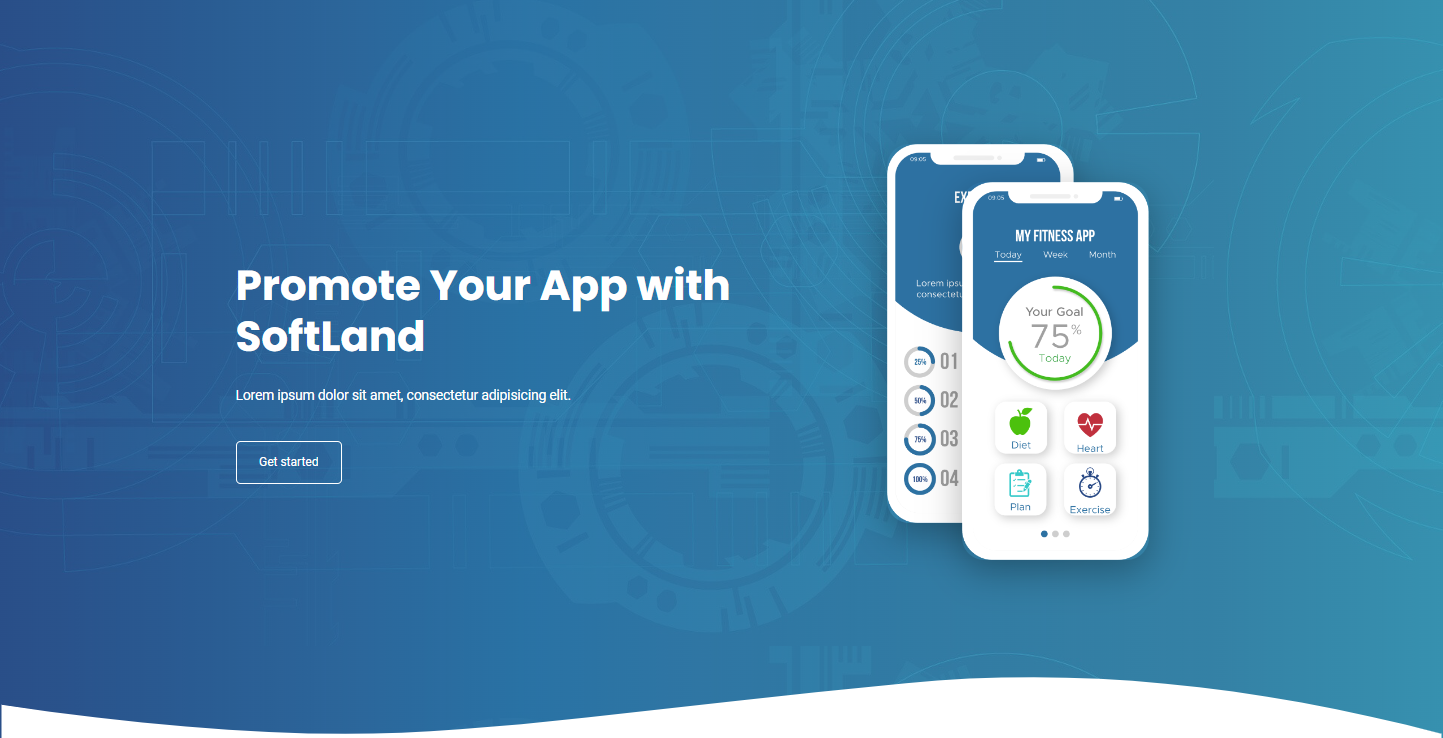 Promote Your App with
SoftLand
Lorem ipsum dolor sit amet, consectetur adipisicing elit.
Get started
09:05
25% 01
50% 02
75% 03
100% 04
09:05
MY FITNESS APP
Today Week Month
Your Goal
75%
Today
Diet Heart
Plan Exercise